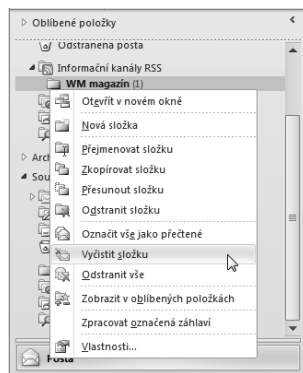 Oblíbené položky
Odstraněná pošta
Informační kanály RSS
WM magazín (1)
Otevřít v novém okně
Nová složka
Přejmenovat složku
Zkopírovat složku
Přesunout složku
Arch
Odstranit složku
Sou
Označit vše jako přečtené
Vyčistit složku
Odstranit vše
Zobrazit v oblíbených položkách
Zpracovat označená záhlaví
Vlastnosti...
Pošta